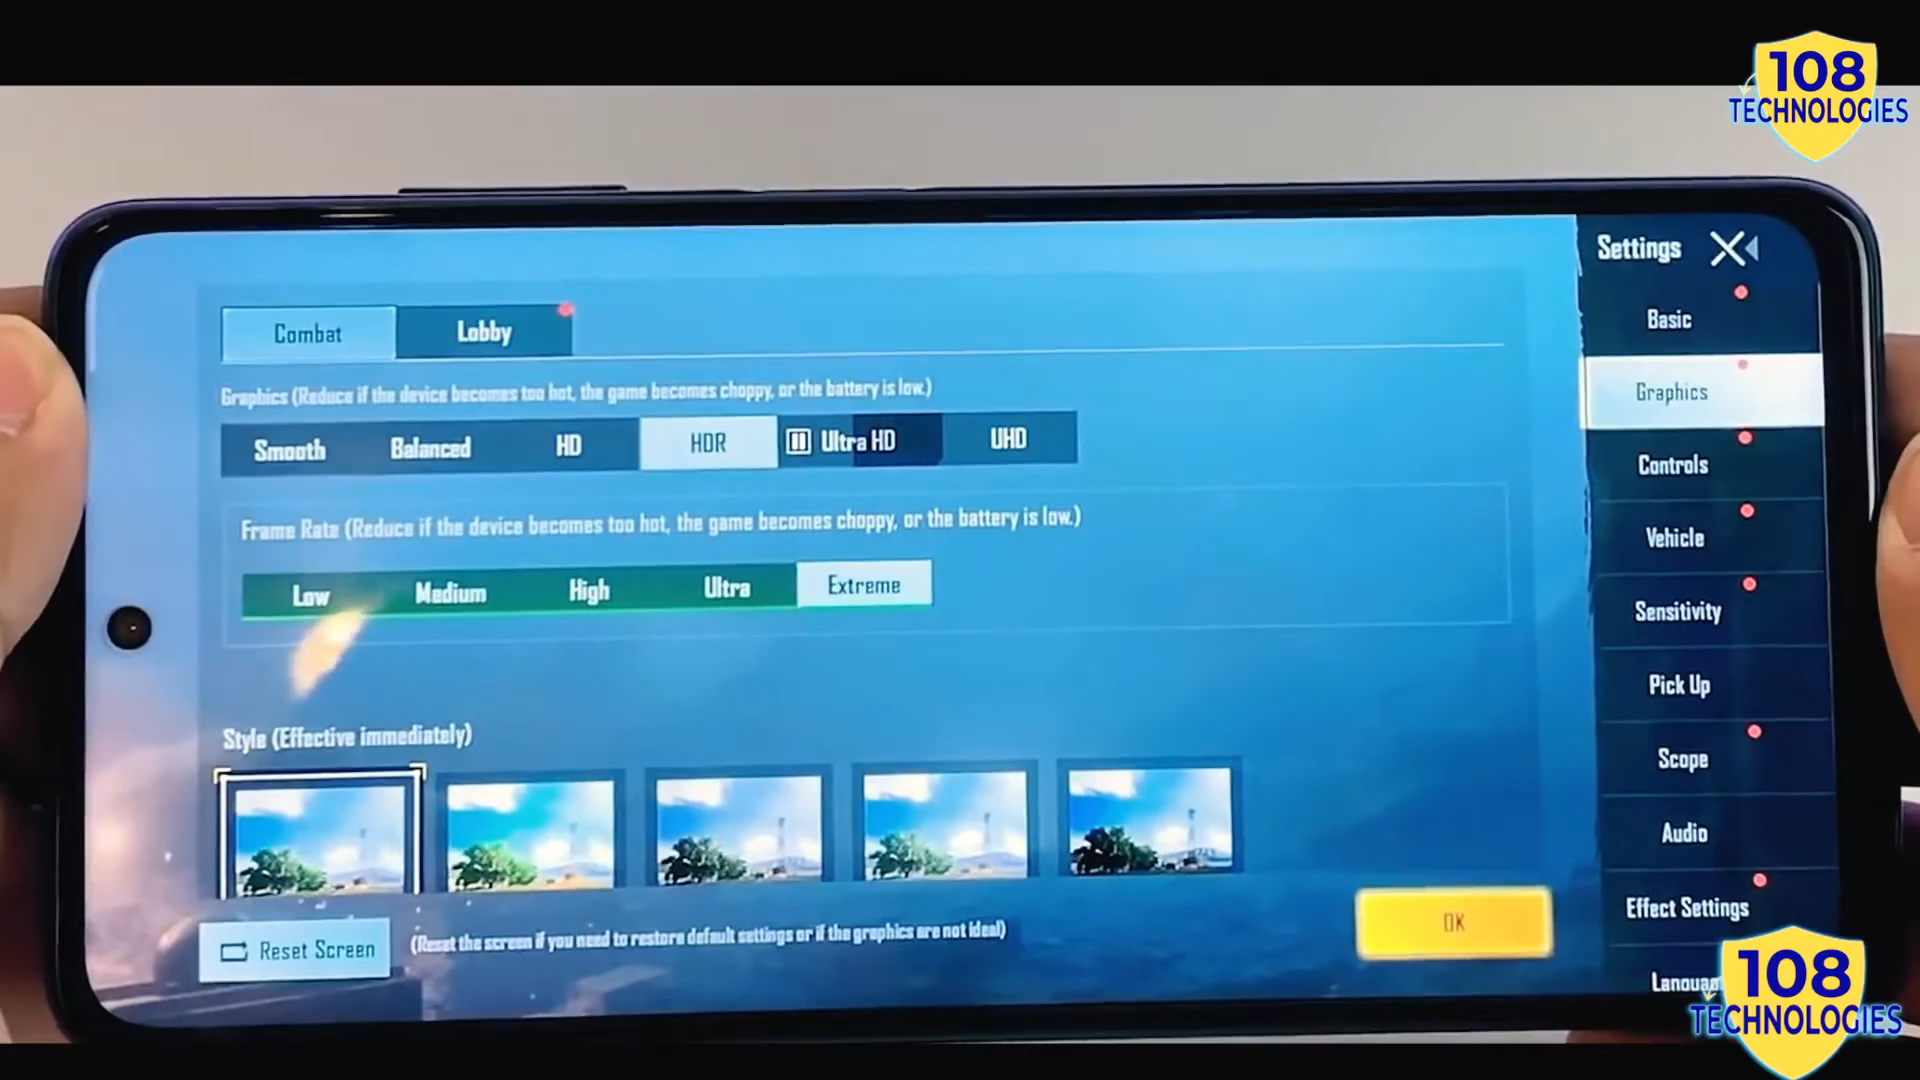 108
TECHNOLOGIES
Settings
Basic
Graphics
Controls
Vehicle
Sensitivity
Pick Up
Scope
Audio
Effect Settings
Combat Lobby
Graphics (Reduce if the device becomes too hot, the game becomes choppy, or the battery is low.)
Smooth Balanced HD HDR Ultra HD UHD
Frame Rate (Reduce if the device becomes too hot, the game becomes choppy, or the battery is low.)
Low Medium High Ultra Extreme
Style (Effective immediately)
Reset Screen (Reset the screen if you need to restore default settings or if the graphics are not ideal)
OK
108
TECHNOLOGIES